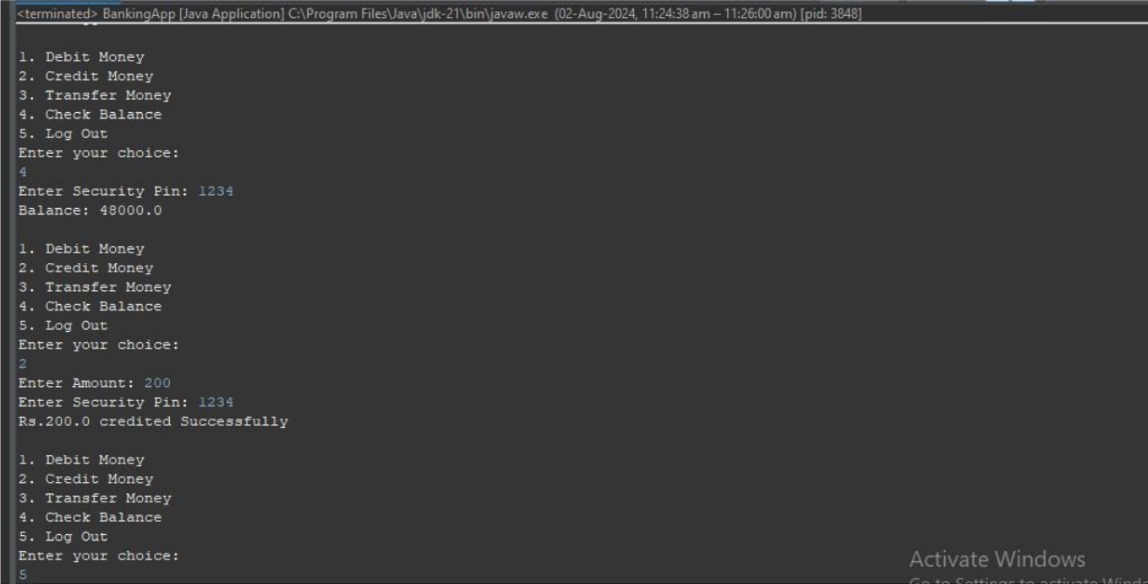 <terminated> BankingApp [Java Application] C:\Program Files\Java\jdk-21\bin\javaw.exe (02-Aug-2024, 11:24:38 am – 11:26:00 am) [pid: 3848]
1. Debit Money
2. Credit Money
3. Transfer Money
4. Check Balance
5. Log Out
Enter your choice:
4
Enter Security Pin: 1234
Balance: 48000.0
1. Debit Money
2. Credit Money
3. Transfer Money
4. Check Balance
5. Log Out
Enter your choice:
2
Enter Amount: 200
Enter Security Pin: 1234
Rs.200.0 credited Successfully
1. Debit Money
2. Credit Money
3. Transfer Money
4. Check Balance
5. Log Out
Enter your choice:
5
Activate Windows
Go to Settings to activate